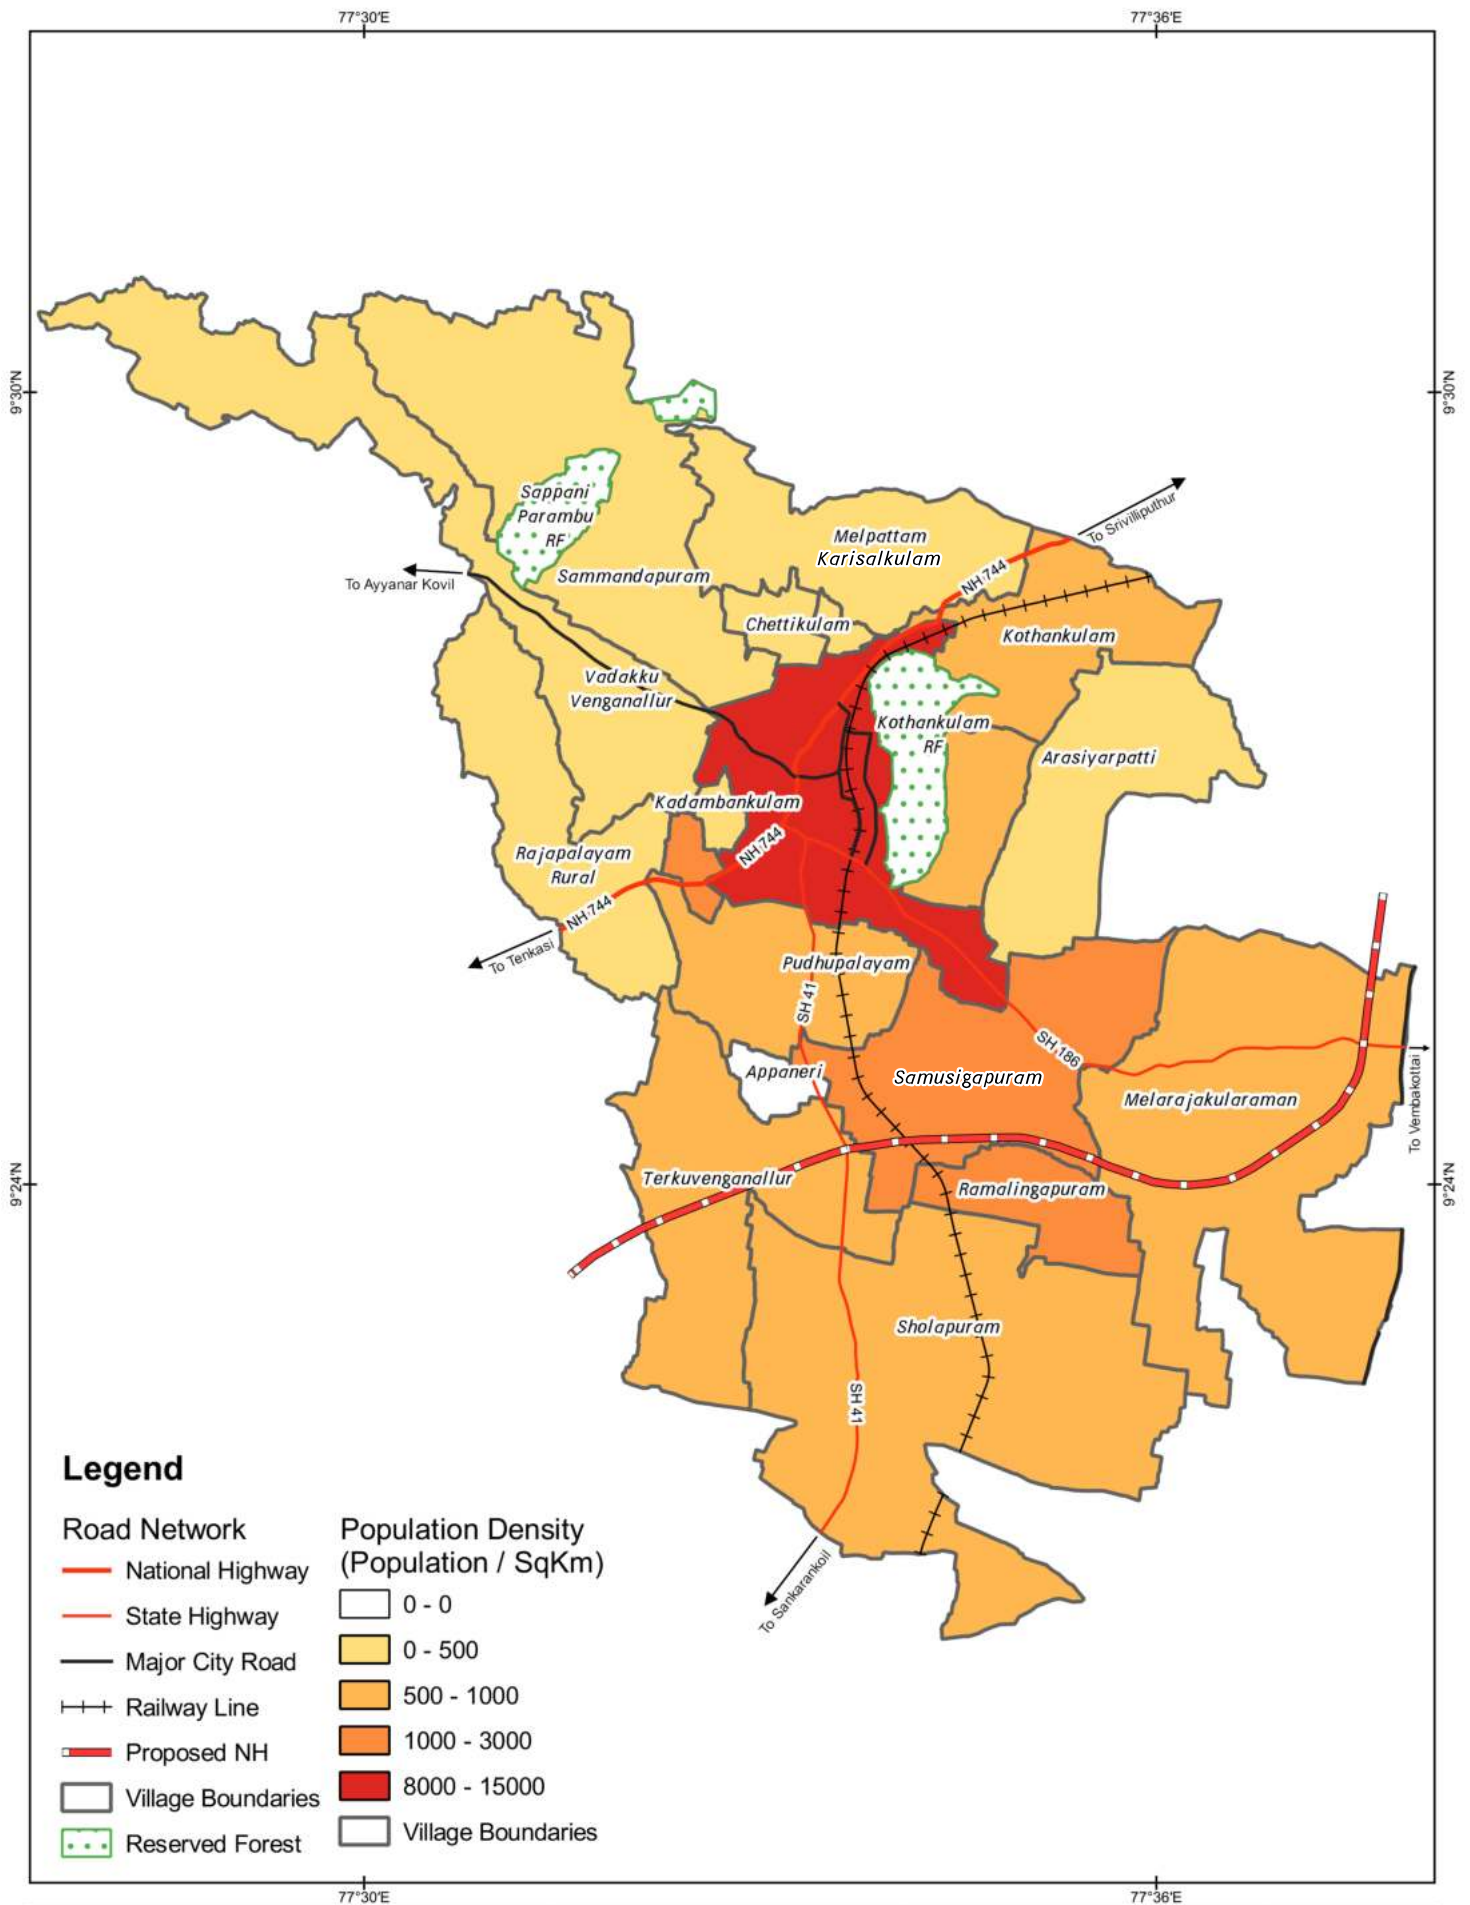 77°30'E
77°36'E
9°30'N
9°30'N
Sappani
Parambu
RF
Sammandapuram
Melpattam
Karisalkulam
To Srivilliputhur
NH 744
To Ayyanar Kovil
Chettikulam
Kothankulam
Vadakku
Venganallur
Kothankulam
RF
Arasiyarpatti
Kadambankulam
NH 744
Rajapalayam
Rural
NH 744
To Tenkasi
Pudhupalayam
SH 41
SH 186
Appaneri
Samusigapuram
Melarajakularaman
To Vembakottai
Terkuvenganallur
Ramalingapuram
9°24'N
9°24'N
Sholapuram
SH 41
To Sankarankoil
Legend
Road Network
National Highway
State Highway
Major City Road
Railway Line
Proposed NH
Village Boundaries
Reserved Forest
Population Density
(Population / SqKm)
0 - 0
0 - 500
500 - 1000
1000 - 3000
8000 - 15000
Village Boundaries
77°30'E
77°36'E